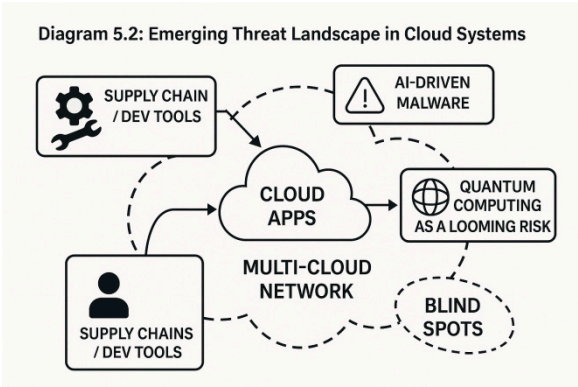 Diagram 5.2: Emerging Threat Landscape in Cloud Systems
SUPPLY CHAIN
/ DEV TOOLS
AI-DRIVEN
MALWARE
CLOUD
APPS
QUANTUM
COMPUTING
AS A LOOMING RISK
MULTI-CLOUD
NETWORK
BLIND
SPOTS
SUPPLY CHAINS
/ DEV TOOLS